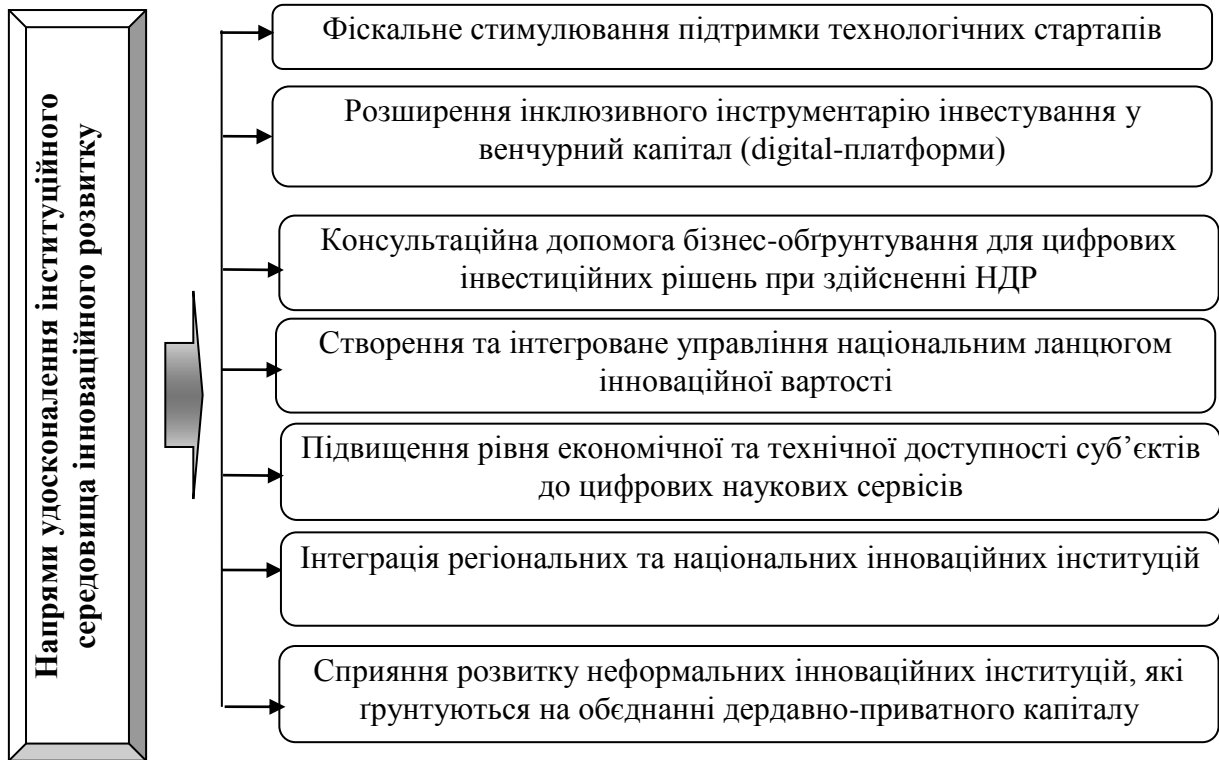 Напрями удосконалення інституційного
середовища інноваційного розвитку
Фіскальне стимулювання підтримки технологічних стартапів
Розширення інклюзивного інструментарію інвестування у
венчурний капітал (digital-платформи)
Консультаційна допомога бізнес-обґрунтування для цифрових
інвестиційних рішень при здійсненні НДР
Створення та інтегроване управління національним ланцюгом
інноваційної вартості
Підвищення рівня економічної та технічної доступності суб’єктів
до цифрових наукових сервісів
Інтеграція регіональних та національних інноваційних інституцій
Сприяння розвитку неформальних інноваційних інституцій, які
ґрунтуються на обєднанні дердавно-приватного капіталу